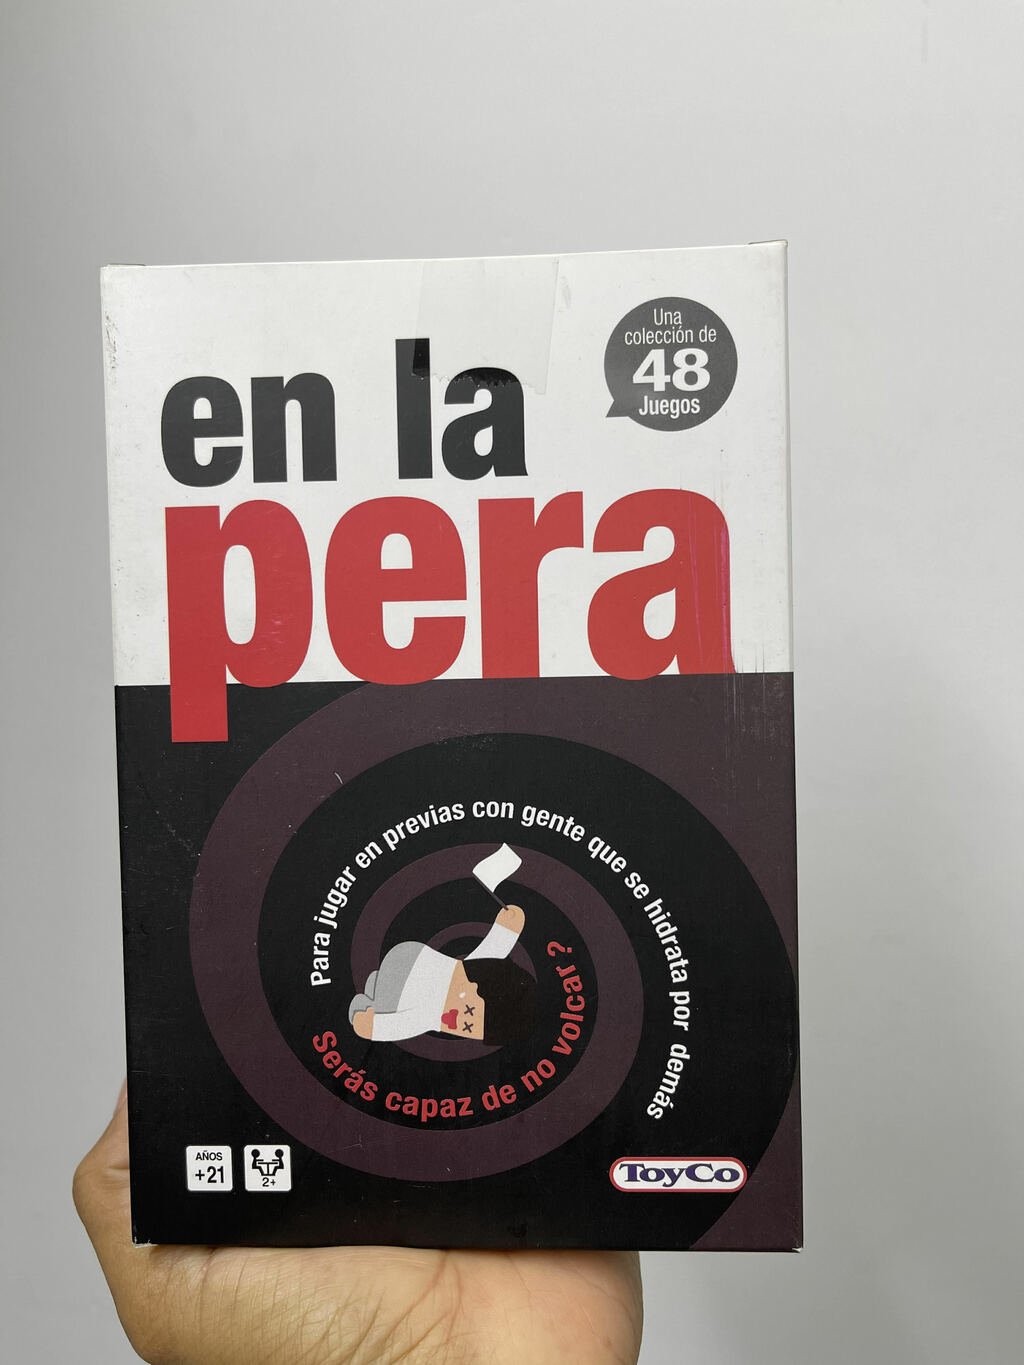 en la
pera
Una
colección de
48
Juegos
Para jugar en previas con gente que se hidrata por demás
Serás capaz de no volcar ?
AÑOS
+21
2+
ToyCo